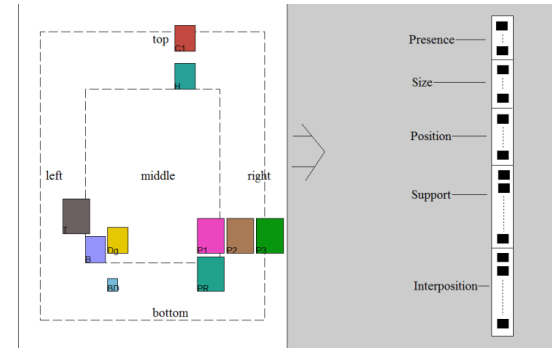 top
C1
H
left
middle
right
T
B
Dg
P1
P2
P3
BD
PR
bottom
Presence
Size
Position
Support
Interposition